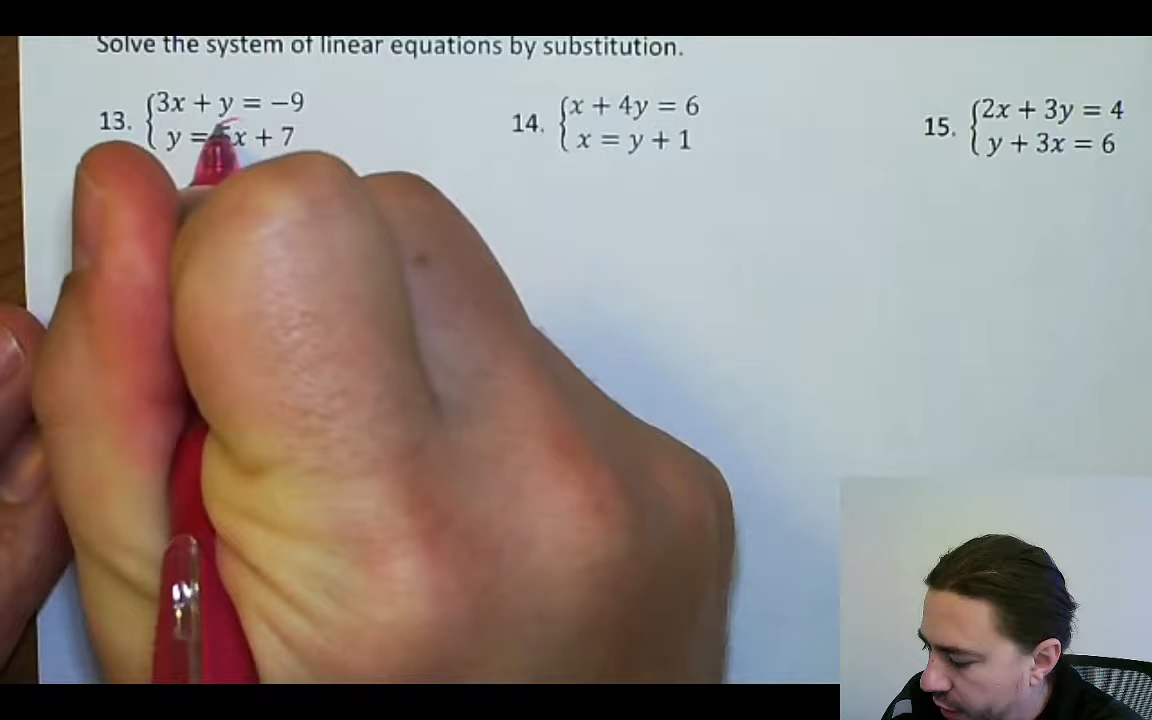 Solve the system of linear equations by substitution.
13. {3x + y = −9
y = 5x + 7
14. {x + 4y = 6
x = y + 1
15. {2x + 3y = 4
y + 3x = 6